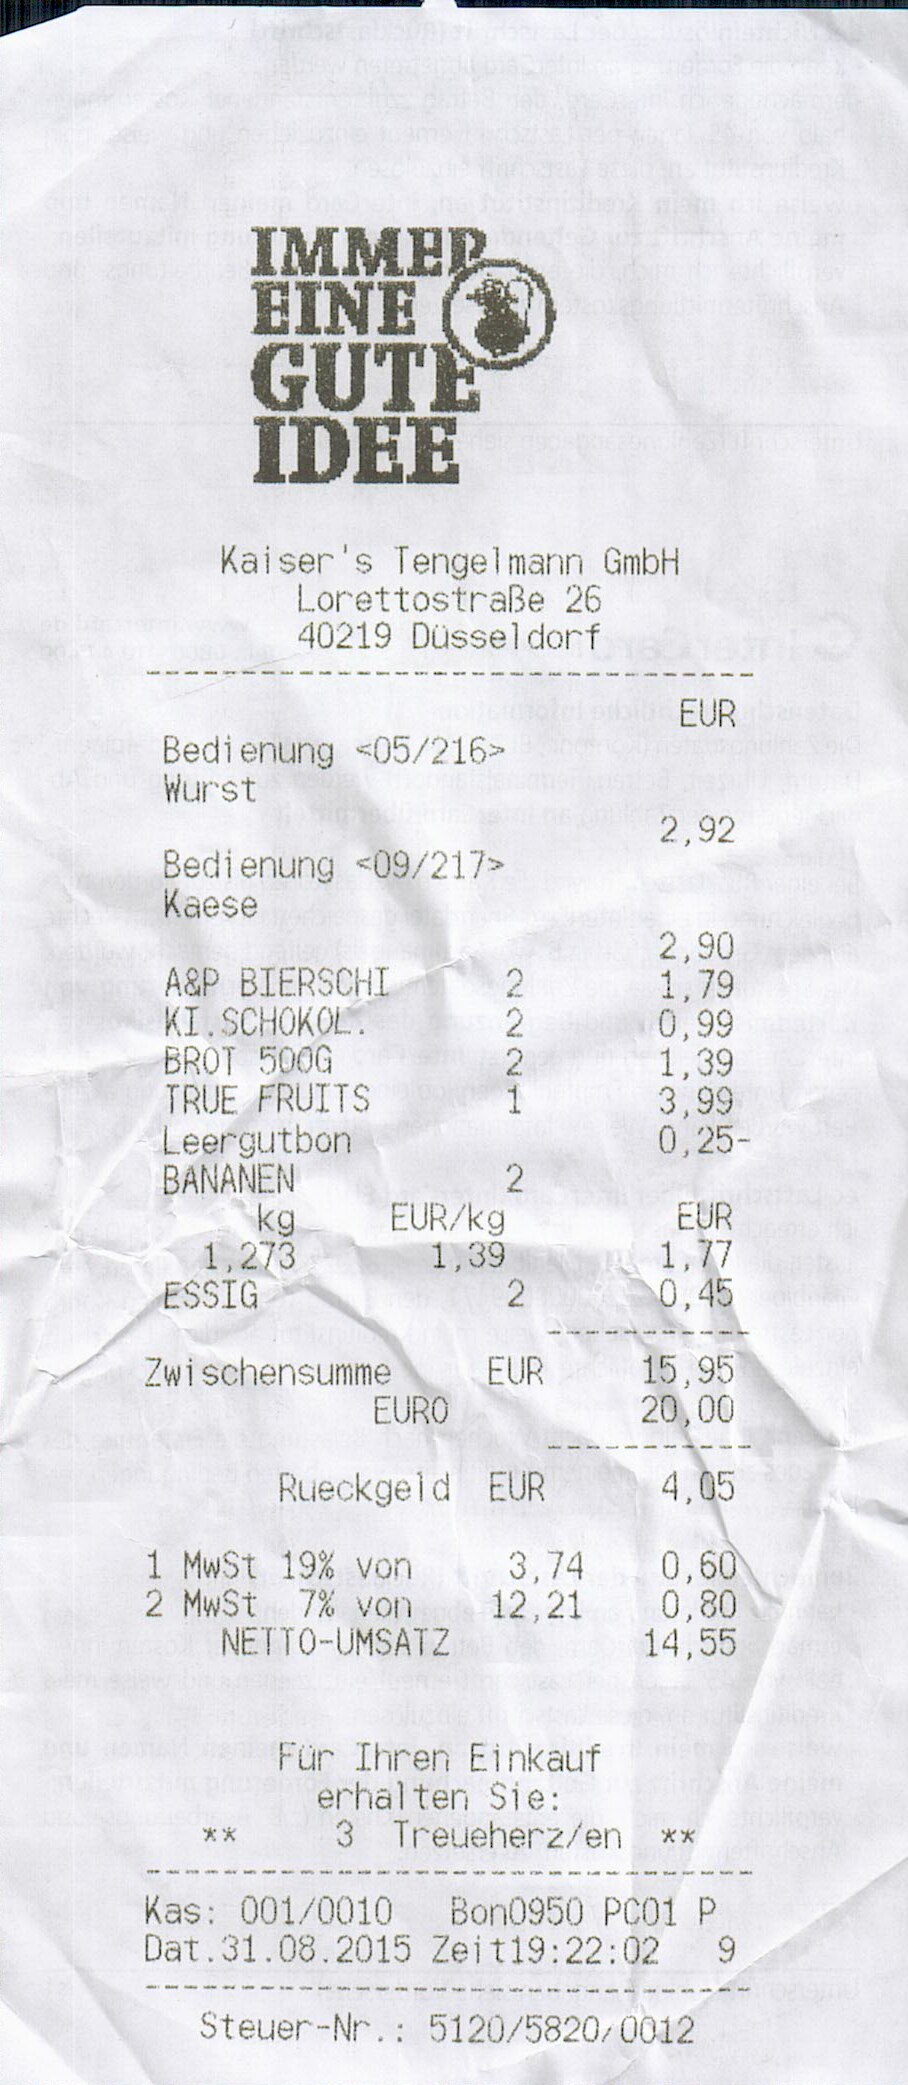 IMMER
EINE
GUTE
IDEE
Kaiser's Tengelmann GmbH
Lorettostraße 26
40219 Düsseldorf
EUR
Bedienung <05/216>
Wurst
2,92
Bedienung <09/217>
Kaese
2,90
A&P BIERSCHI 2 1,79
KI.SCHOKOL. 2 0,99
BROT 500G 2 1,39
TRUE FRUITS 1 3,99
Leergutbon 0,25-
BANANEN 2
kg EUR/kg EUR
1,273 1,39 1,77
ESSIG 2 0,45
Zwischensumme EUR 15,95
EURO 20,00
Rueckgeld EUR 4,05
1 MwSt 19% von 3,74 0,60
2 MwSt 7% von 12,21 0,80
NETTO-UMSATZ 14,55
Für Ihren Einkauf
erhalten Sie:
** 3 Treueherz/en **
Kas: 001/0010 Bon0950 PC01 P
Dat.31.08.2015 Zeit19:22:02 9
Steuer-Nr.: 5120/5820/0012